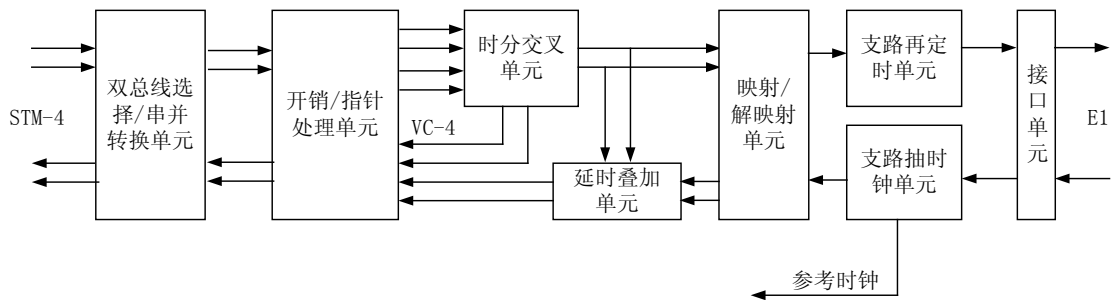 STM-4
双总线选
择/串并
转换单元
开销/指针
处理单元
VC-4
时分交叉
单元
延时叠加
单元
映射/
解映射
单元
支路再定
时单元
支路抽时
钟单元
参考时钟
接口单元
E1